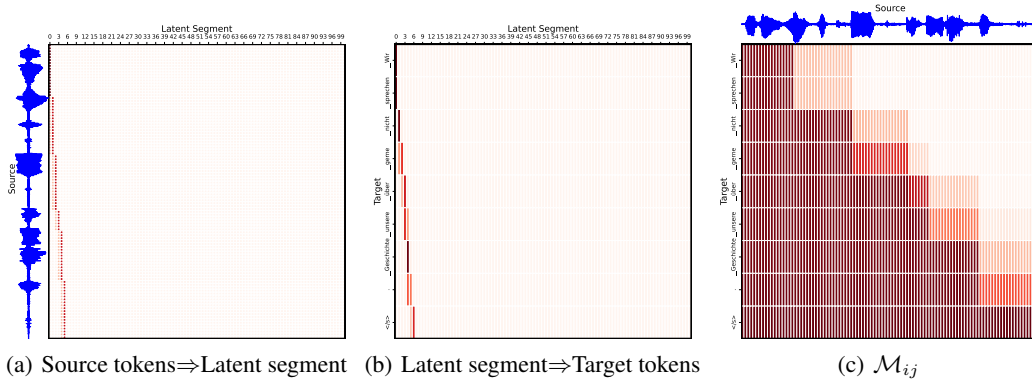 Latent Segment
0 3 6 9 12 15 18 21 24 27 30 33 36 39 42 45 48 51 54 57 60 63 66 69 72 75 78 81 84 87 90 93 96 99
Source
(a) Source tokens⇒Latent segment
Latent Segment
0 3 6 9 12 15 18 21 24 27 30 33 36 39 42 45 48 51 54 57 60 63 66 69 72 75 78 81 84 87 90 93 96 99
Target
_Wir
_sprechen
_nicht
_gerne
_über
_unsere
_Geschichte
.
</s>
(b) Latent segment⇒Target tokens
Source
Target
_Wir
_sprechen
_nicht
_gerne
_über
_unsere
_Geschichte
.
</s>
(c) ℳij